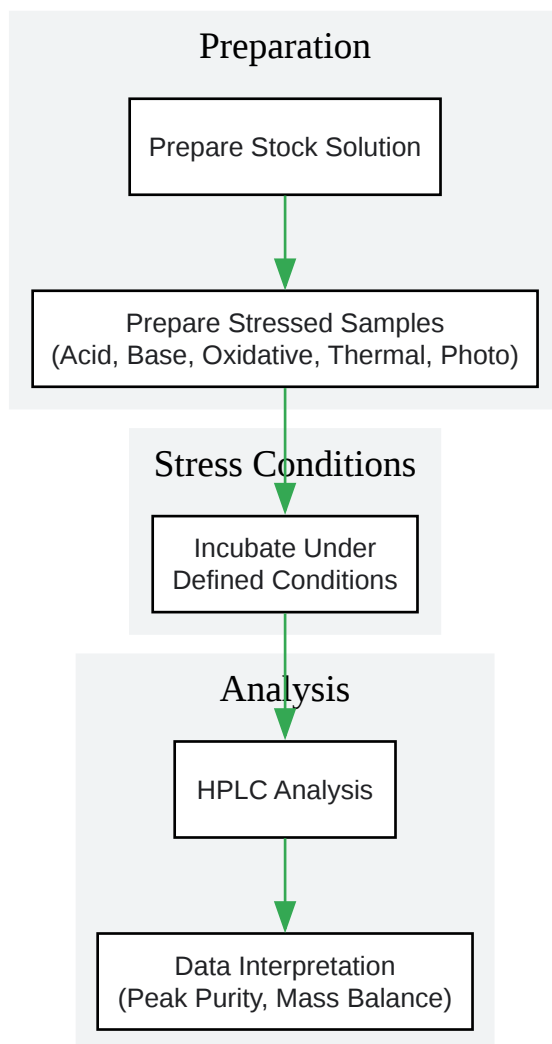 Preparation
Prepare Stock Solution
Prepare Stressed Samples
(Acid, Base, Oxidative, Thermal, Photo)
Stress Conditions
Incubate Under
Defined Conditions
Analysis
HPLC Analysis
Data Interpretation
(Peak Purity, Mass Balance)